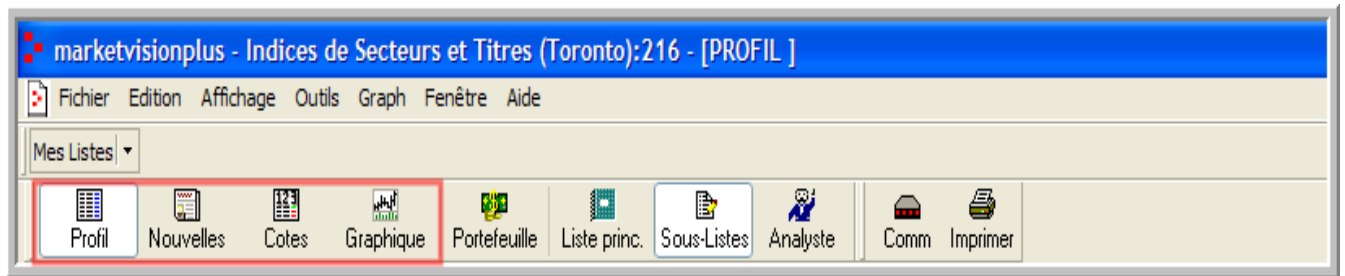 marketvisionplus - Indices de Secteurs et Titres (Toronto):216 - [PROFIL ]
Fichier Edition Affichage Outils Graph Fenêtre Aide
Mes Listes
Profil Nouvelles Cotes Graphique Portefeuille Liste princ. Sous-Listes Analyste Comm Imprimer